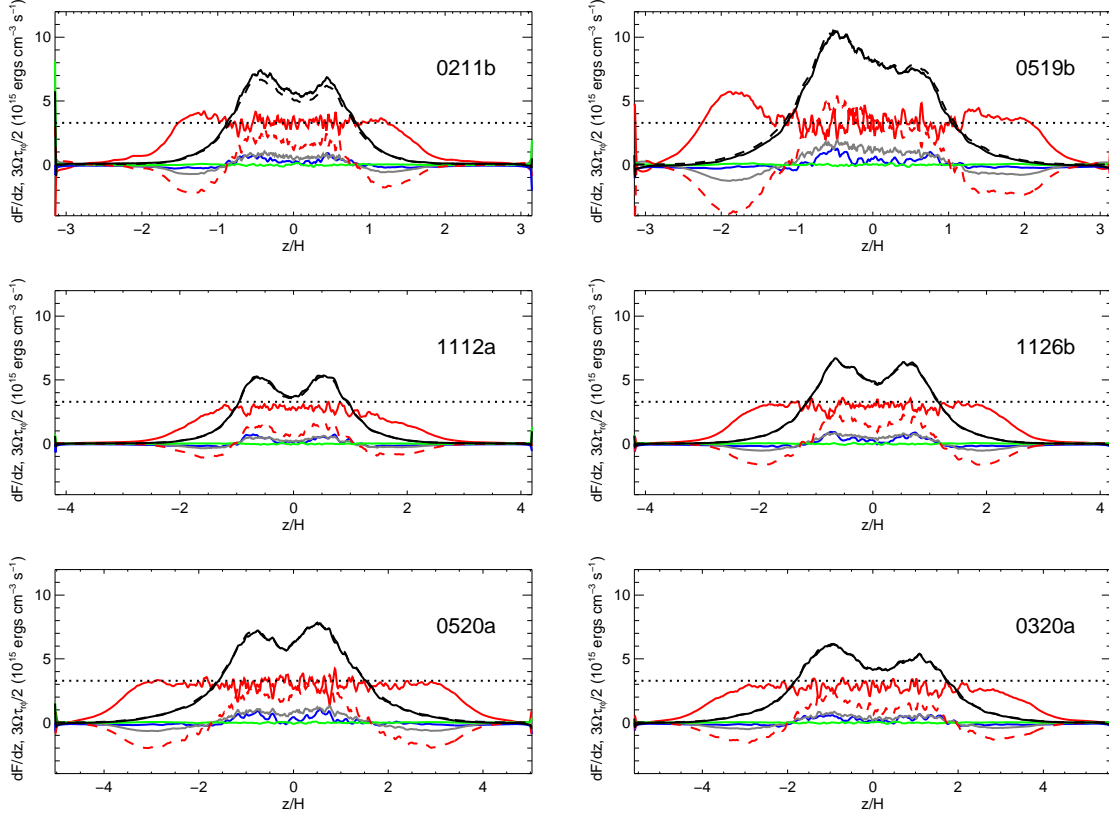 0211b
dF/dz, 3Ωτrφ/2 (10^15 ergs cm^−3 s^−1)
10
5
0
−3 −2 −1 0 1 2 3
z/H
0519b
dF/dz, 3Ωτrφ/2 (10^15 ergs cm^−3 s^−1)
10
5
0
−3 −2 −1 0 1 2 3
z/H
1112a
dF/dz, 3Ωτrφ/2 (10^15 ergs cm^−3 s^−1)
10
5
0
−4 −2 0 2 4
z/H
1126b
dF/dz, 3Ωτrφ/2 (10^15 ergs cm^−3 s^−1)
10
5
0
−4 −2 0 2 4
z/H
0520a
dF/dz, 3Ωτrφ/2 (10^15 ergs cm^−3 s^−1)
10
5
0
−4 −2 0 2 4
z/H
0320a
dF/dz, 3Ωτrφ/2 (10^15 ergs cm^−3 s^−1)
10
5
0
−4 −2 0 2 4
z/H